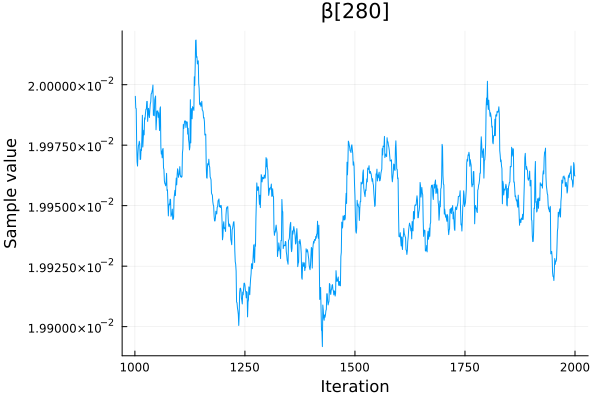 β[280]
Sample value
2.00000×10⁻²
1.99750×10⁻²
1.99500×10⁻²
1.99250×10⁻²
1.99000×10⁻²
1000 1250 1500 1750 2000
Iteration